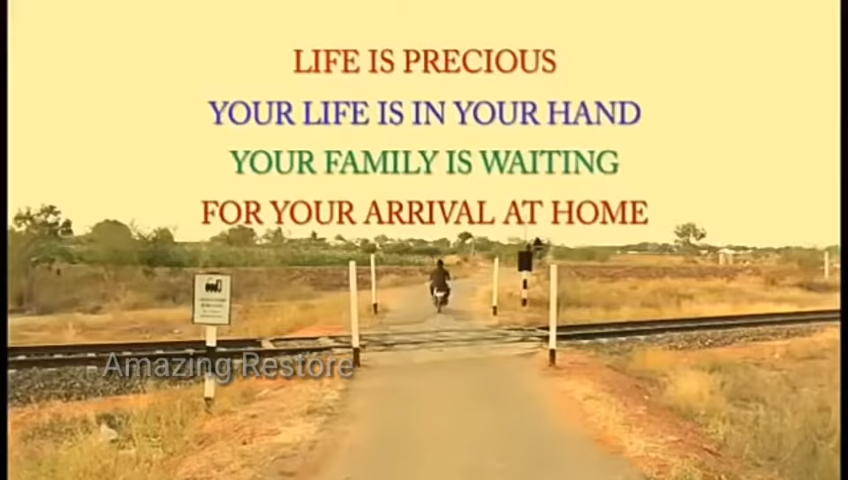 LIFE IS PRECIOUS
YOUR LIFE IS IN YOUR HAND
YOUR FAMILY IS WAITING
FOR YOUR ARRIVAL AT HOME
Amazing Restore